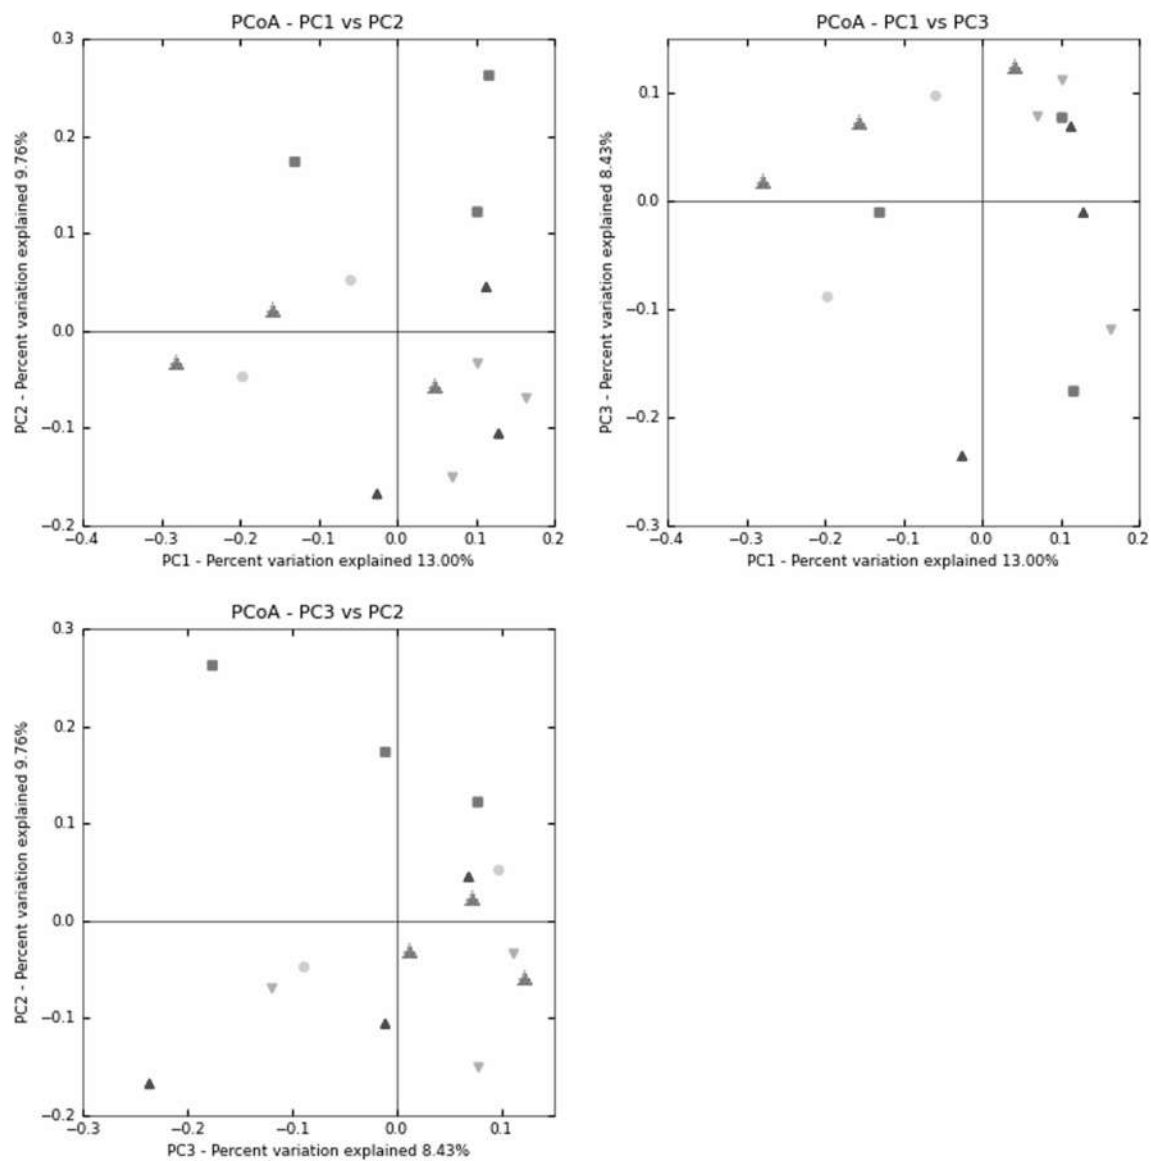 PCoA - PC1 vs PC2
0.3
0.2
0.1
0.0
−0.1
−0.2
PC2 - Percent variation explained 9.76%
−0.4 −0.3 −0.2 −0.1 0.0 0.1 0.2
PC1 - Percent variation explained 13.00%
PCoA - PC1 vs PC3
0.1
0.0
−0.1
−0.2
−0.3
PC3 - Percent variation explained 8.43%
−0.4 −0.3 −0.2 −0.1 0.0 0.1 0.2
PC1 - Percent variation explained 13.00%
PCoA - PC3 vs PC2
0.3
0.2
0.1
0.0
−0.1
−0.2
PC2 - Percent variation explained 9.76%
−0.3 −0.2 −0.1 0.0 0.1
PC3 - Percent variation explained 8.43%